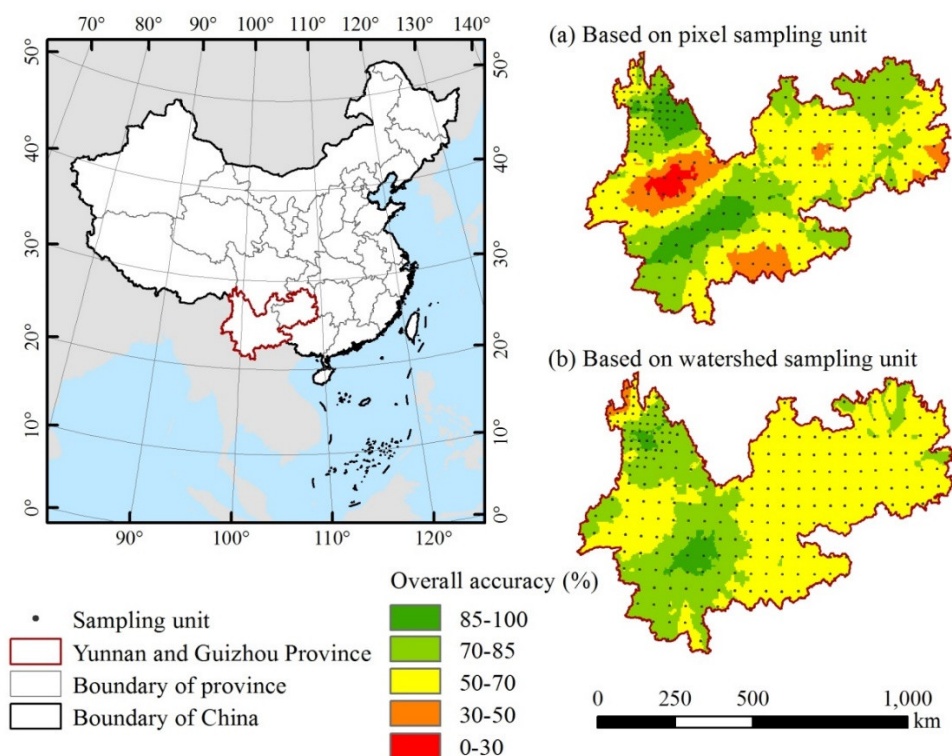 70° 80° 90° 100° 110° 120° 130° 140°
50°
40°
30°
20°
10°
0°
50°
40°
30°
20°
10°
0°
90° 100° 110° 120°
(a) Based on pixel sampling unit
(b) Based on watershed sampling unit
Sampling unit
Yunnan and Guizhou Province
Boundary of province
Boundary of China
Overall accuracy (%)
85-100
70-85
50-70
30-50
0-30
0 250 500 1,000
km